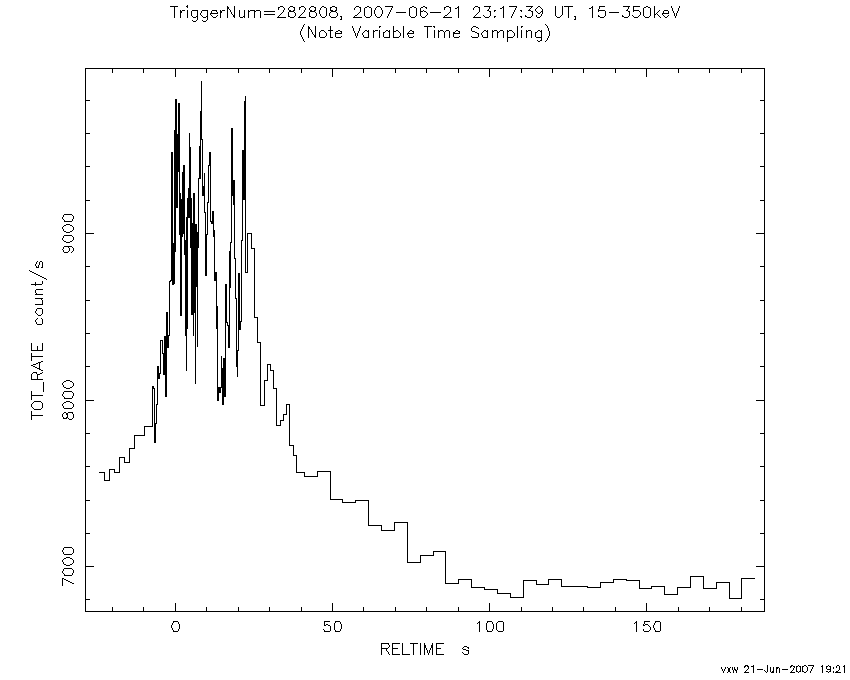 TriggerNum=282808, 2007-06-21 23:17:39 UT, 15-350keV
(Note Variable Time Sampling)
TOT_RATE count/s
9000
8000
7000
0 50 100 150
RELTIME s
vxw 21-Jun-2007 19:21